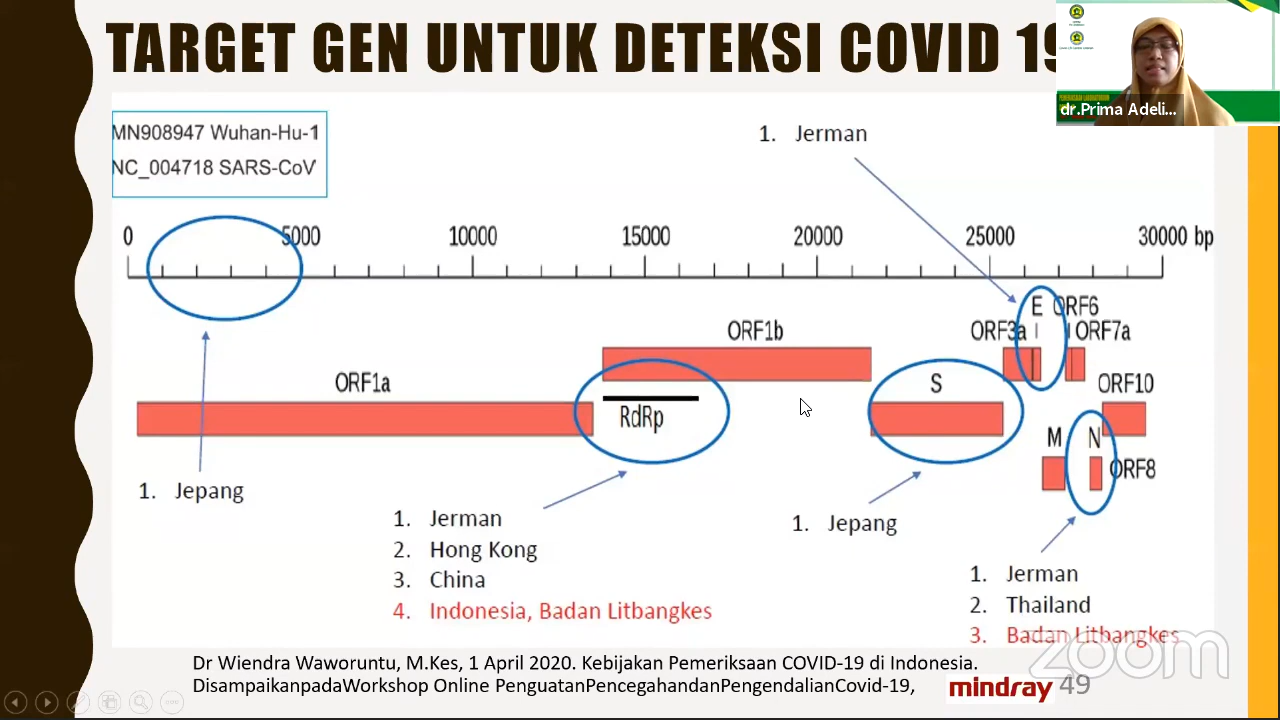 TARGET GEN UNTUK DETEKSI COVID 19
dr.Prima Adeli...
MN908947 Wuhan-Hu-1
NC_004718 SARS-CoV
1. Jerman
0 5000 10000 15000 20000 25000 30000 bp
E ORF6
ORF1b ORF3a ORF7a
ORF1a S ORF10
RdRp
M N ORF8
1. Jepang
1. Jerman
2. Hong Kong
3. China
4. Indonesia, Badan Litbangkes
1. Jepang
1. Jerman
2. Thailand
3. Badan Litbangkes
zoom
Dr Wiendra Waworuntu, M.Kes, 1 April 2020. Kebijakan Pemeriksaan COVID-19 di Indonesia.
DisampaikanpadaWorkshop Online PenguatanPencegahandanPengendalianCovid-19,
mindray 49